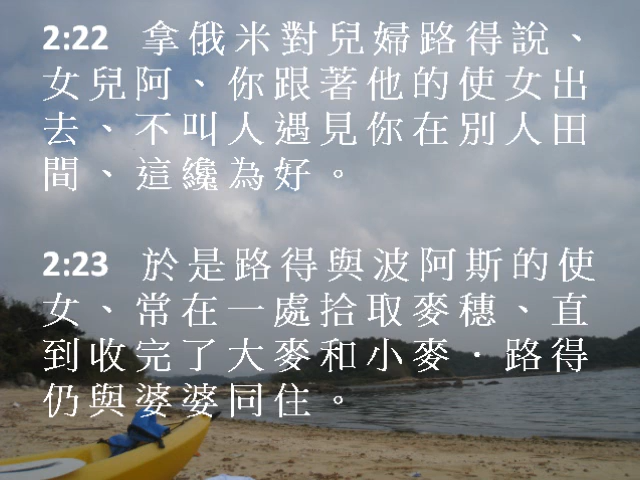 2:22 拿俄米對兒婦路得說、
女兒阿、你跟著他的使女出
去、不叫人遇見你在別人田
間、這纔為好。
2:23 於是路得與波阿斯的使
女、常在一處拾取麥穗、直
到收完了大麥和小麥．路得
仍與婆婆同住。